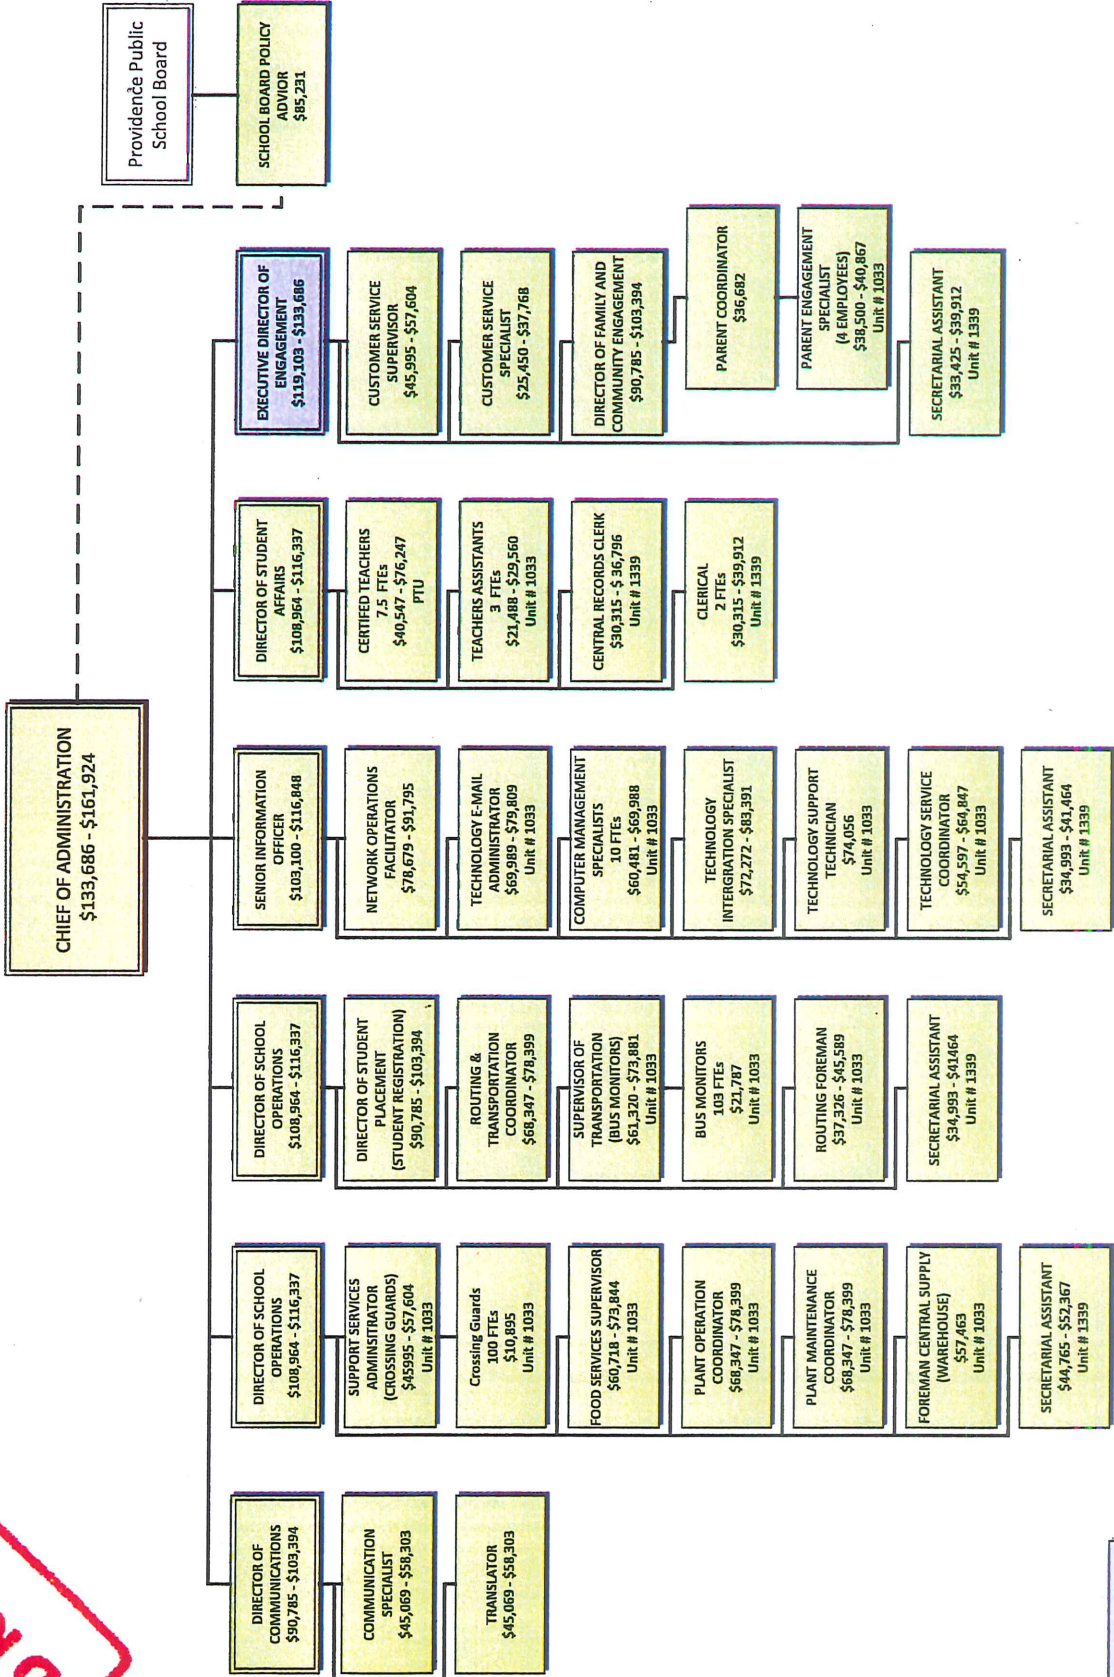 CHIEF OF ADMINISTRATION
$133,686 - $161,924
Providence Public
School Board
SCHOOL BOARD POLICY
ADVIOR
$85,231
DIRECTOR OF
COMMUNICATIONS
$90,785 - $103,394
COMMUNICATION
SPECIALIST
$45,069 - $58,303
TRANSLATOR
$45,069 - $58,303
DIRECTOR OF SCHOOL
OPERATIONS
$108,964 - $116,337
SUPPORT SERVICES
ADMINSITRATOR
(CROSSING GUARDS)
$45995 - $57,604
Unit # 1033
Crossing Guards
100 FTEs
$10,895
Unit # 1033
FOOD SERVICES SUPERVISOR
$60,718 - $73,844
Unit # 1033
PLANT OPERATION
COORDINATOR
$68,347 - $78,399
Unit # 1033
PLANT MAINTENANCE
COORDINATOR
$68,347 - $78,399
Unit # 1033
FOREMAN CENTRAL SUPPLY
(WAREHOUSE)
$57,463
Unit # 1033
SECRETARIAL ASSISTANT
$44,765 - $52,367
Unit # 1339
DIRECTOR OF SCHOOL
OPERATIONS
$108,964 - $116,337
DIRECTOR OF STUDENT
PLACEMENT
(STUDENT REGISTRATION)
$90,785 - $103,394
ROUTING &
TRANSPORTATION
COORDINATOR
$68,347 - $78,399
SUPERVISOR OF
TRANSPORTATION
(BUS MONITORS)
$61,320 - $73,881
Unit # 1033
BUS MONITORS
103 FTEs
$21,787
Unit # 1033
ROUTING FOREMAN
$37,326 - $45,589
Unit # 1033
SECRETARIAL ASSISTANT
$34,993 - $41464
Unit # 1339
SENIOR INFORMATION
OFFICER
$103,100 - $116,848
NETWORK OPERATIONS
FACILITATOR
$78,679 - $91,795
TECHNOLOGY E-MAIL
ADMINISTRATOR
$69,989 - $79,809
Unit # 1033
COMPUTER MANAGEMENT
SPECIALISTS
10 FTEs
$60,481 - $69,988
Unit # 1033
TECHNOLOGY
INTERGRATION SPECIALIST
$72,272 - $83,391
TECHNOLOGY SUPPORT
TECHNICIAN
$74,056
Unit # 1033
TECHNOLOGY SERVICE
COORDINATOR
$54,597 - $64,847
Unit # 1033
SECRETARIAL ASSISTANT
$34,993 - $41,464
Unit # 1339
DIRECTOR OF STUDENT
AFFAIRS
$108,964 - $116,337
CERTIFED TEACHERS
7.5 FTEs
$40,547 - $76,247
PTU
TEACHERS ASSISTANTS
3 FTEs
$21,488 - $29,560
Unit # 1033
CENTRAL RECORDS CLERK
$30,315 - $ 36,796
Unit # 1339
CLERICAL
2 FTEs
$30,315 - $39,912
Unit # 1339
EXECUTIVE DIRECTOR OF
ENGAGEMENT
$119,103 - $133,686
CUSTOMER SERVICE
SUPERVISOR
$45,995 - $57,604
CUSTOMER SERVICE
SPECIALIST
$25,450 - $37,768
DIRECTOR OF FAMILY AND
COMMUNITY ENGAGEMENT
$90,785 - $103,394
PARENT COORDINATOR
$36,682
PARENT ENGAGEMENT
SPECIALIST
(4 EMPLOYEES)
$38,500 - $40,867
Unit # 1033
SECRETARIAL ASSISTANT
$33,425 - $39,912
Unit # 1339